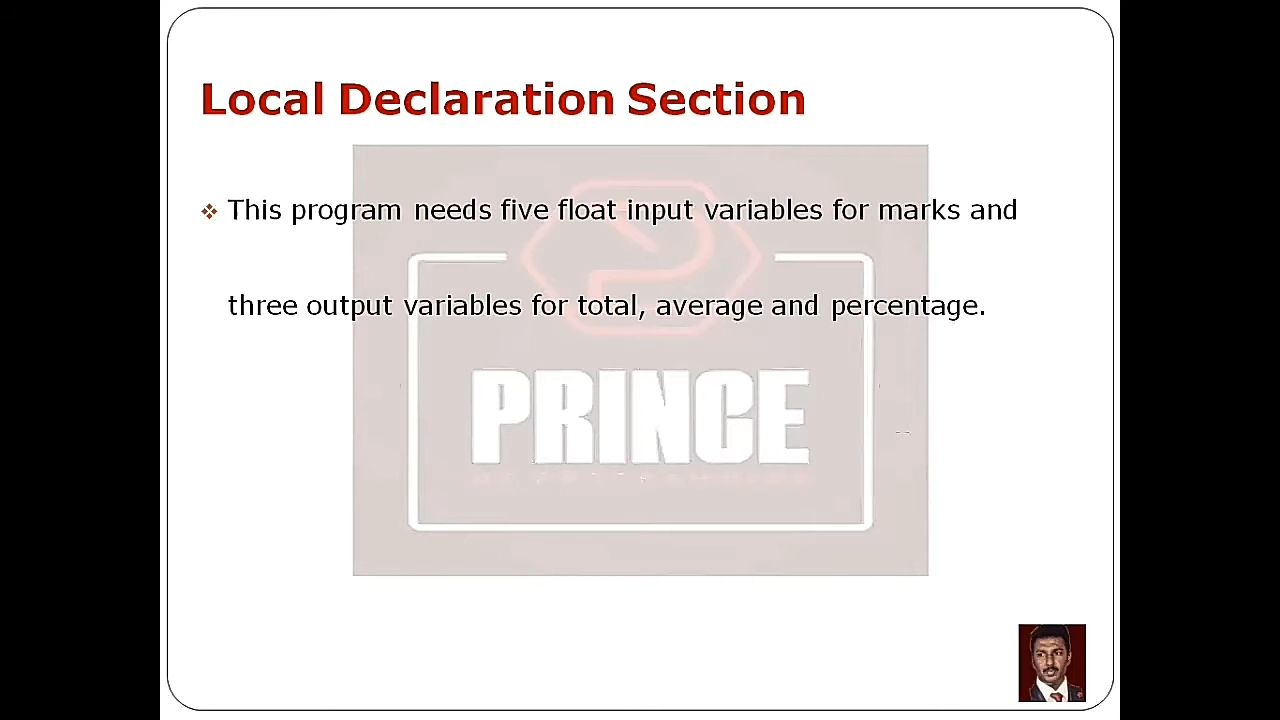 Local Declaration Section
❖ This program needs five float input variables for marks and
three output variables for total, average and percentage.
PRINCE